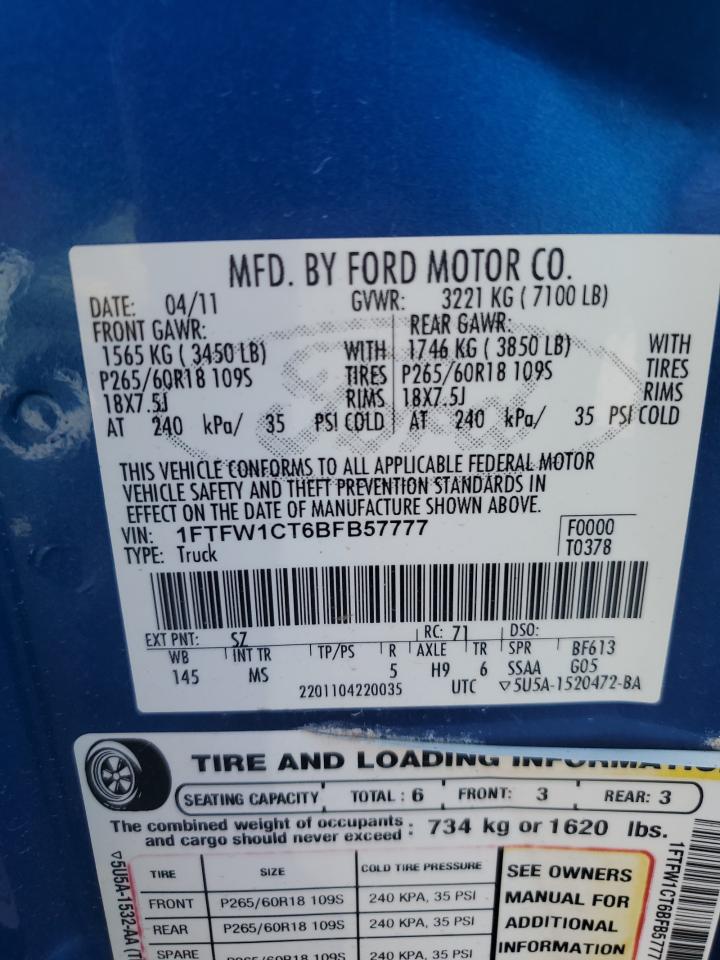 MFD. BY FORD MOTOR CO.
DATE: 04/11 GVWR: 3221 KG ( 7100 LB)
FRONT GAWR: REAR GAWR:
1565 KG ( 3450 LB) WITH 1746 KG ( 3850 LB) WITH
P265/60R18 109S TIRES P265/60R18 109S TIRES
18X7.5J RIMS 18X7.5J RIMS
AT 240 kPa/ 35 PSI COLD AT 240 kPa/ 35 PSI COLD
THIS VEHICLE CONFORMS TO ALL APPLICABLE FEDERAL MOTOR
VEHICLE SAFETY AND THEFT PREVENTION STANDARDS IN
EFFECT ON THE DATE OF MANUFACTURE SHOWN ABOVE.
VIN: 1FTFW1CT6BFB57777 F0000
TYPE: Truck T0378
EXT PNT: SZ RC: 71 DSO:
WB INT TR TP/PS R AXLE TR SPR BF613
145 MS 5 H9 6 SSAA G05
2201104220035 UTC ▽5U5A-1520472-BA
TIRE AND LOADING INFORMATION
SEATING CAPACITY TOTAL : 6 FRONT: 3 REAR: 3
The combined weight of occupants
and cargo should never exceed : 734 kg or 1620 lbs.
TIRE SIZE COLD TIRE PRESSURE
FRONT P265/60R18 109S 240 KPA, 35 PSI
REAR P265/60R18 109S 240 KPA, 35 PSI
SPARE P265/60R18 109S 240 KPA, 35 PSI
SEE OWNERS
MANUAL FOR
ADDITIONAL
INFORMATION
▽5U5A-1532-AA
1FTFW1CT6BFB5777